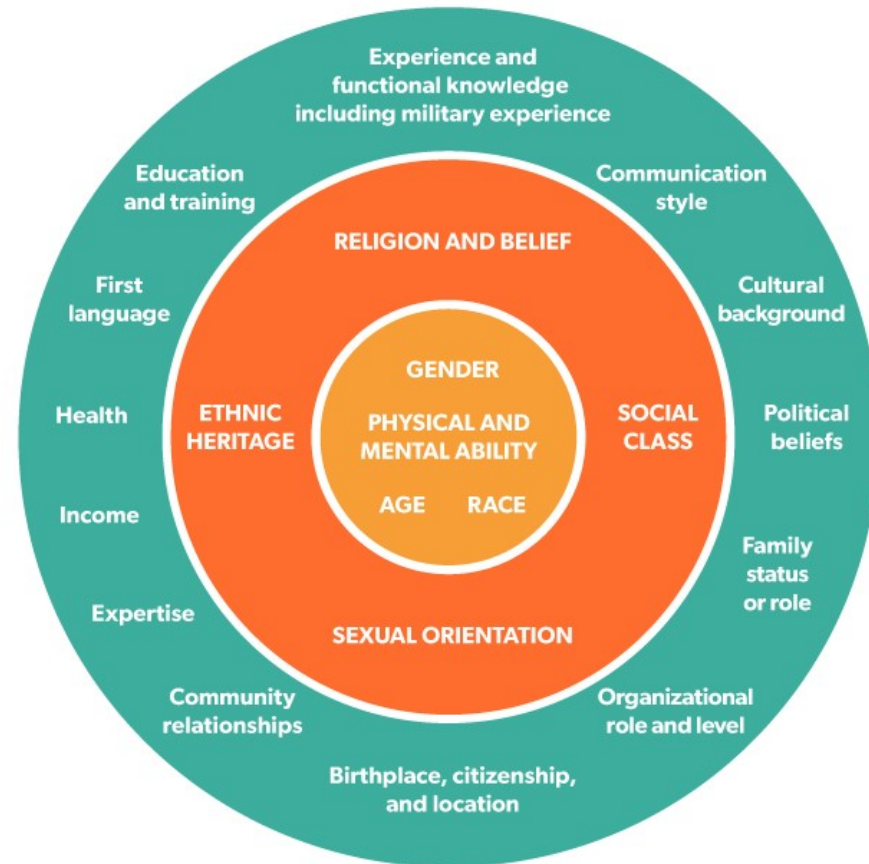 Experience and
functional knowledge
including military experience
Education
and training
Communication
style
RELIGION AND BELIEF
First
language
Cultural
background
GENDER
Health
ETHNIC
HERITAGE
PHYSICAL AND
MENTAL ABILITY
SOCIAL
CLASS
Political
beliefs
AGE RACE
Income
Family
status
or role
Expertise
SEXUAL ORIENTATION
Community
relationships
Organizational
role and level
Birthplace, citizenship,
and location